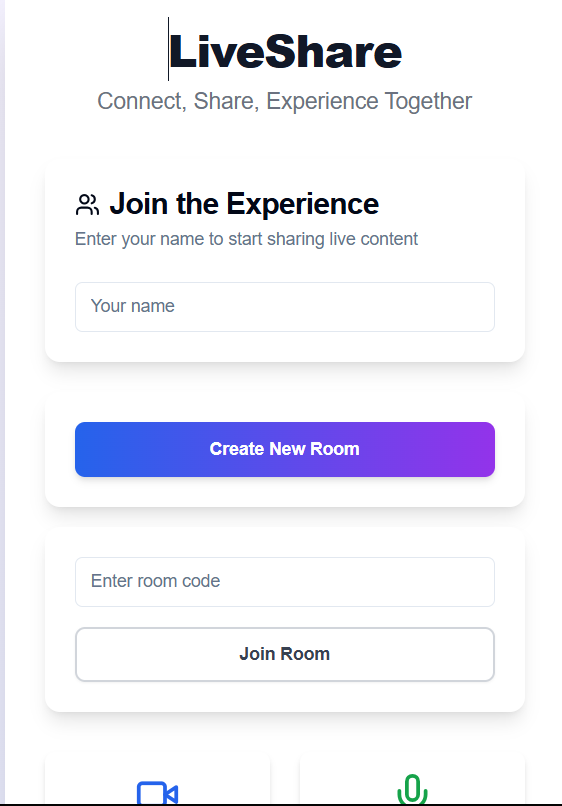 LiveShare
Connect, Share, Experience Together
Join the Experience
Enter your name to start sharing live content
Your name
Create New Room
Enter room code
Join Room